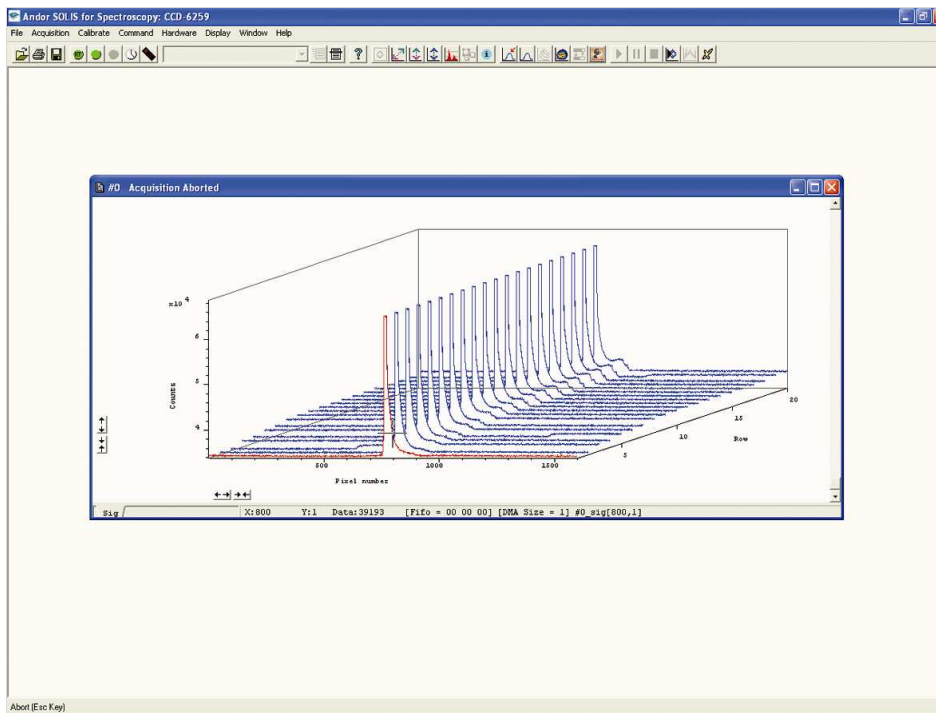 Andor SOLIS for Spectroscopy: CCD-6259
File Acquisition Calibrate Command Hardware Display Window Help
#0 Acquisition Aborted
x10 4
6
5
4
Counts
500
1000
1500
Pixel number
5
10
15
20
Row
Sig X:800 Y:1 Data:39193 [Fifo = 00 00 00] [DMA Size = 1] #0_sig[800,1]
Abort (Esc Key)